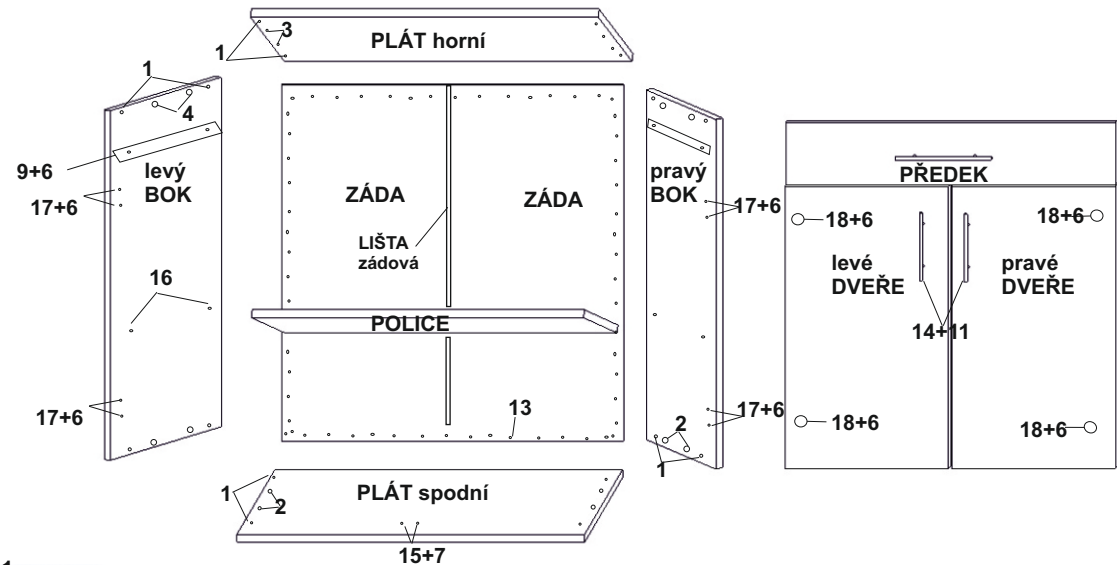 3
PLÁT horní
1
1
4
9+6
levý
BOK
17+6
16
17+6
ZÁDA
ZÁDA
LIŠTA
zádová
POLICE
13
pravý
BOK
17+6
17+6
2
1
PŘEDEK
18+6
18+6
levé
DVEŘE
pravé
DVEŘE
14+11
18+6
18+6
1
2
PLÁT spodní
15+7